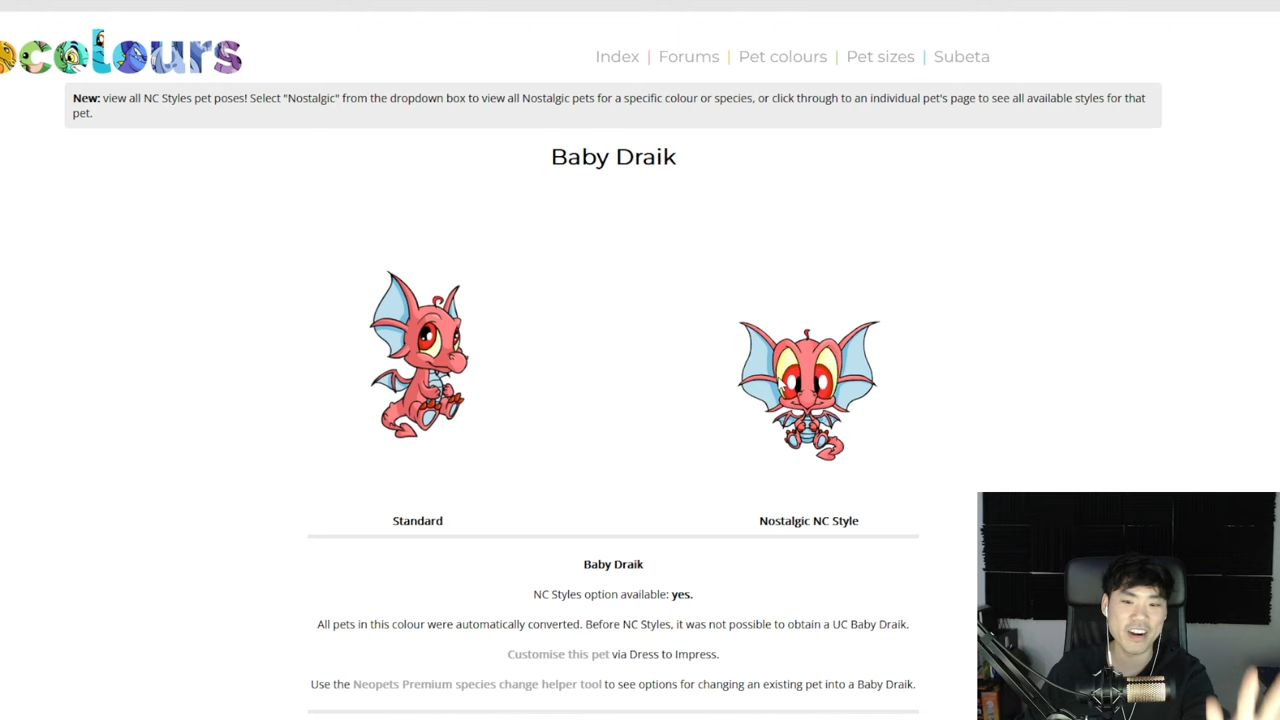 ocolours
Index | Forums | Pet colours | Pet sizes | Subeta
New: view all NC Styles pet poses! Select "Nostalgic" from the dropdown box to view all Nostalgic pets for a specific colour or species, or click through to an individual pet's page to see all available styles for that
pet.
Baby Draik
Standard
Nostalgic NC Style
Baby Draik
NC Styles option available: yes.
All pets in this colour were automatically converted. Before NC Styles, it was not possible to obtain a UC Baby Draik.
Customise this pet via Dress to Impress.
Use the Neopets Premium species change helper tool to see options for changing an existing pet into a Baby Draik.